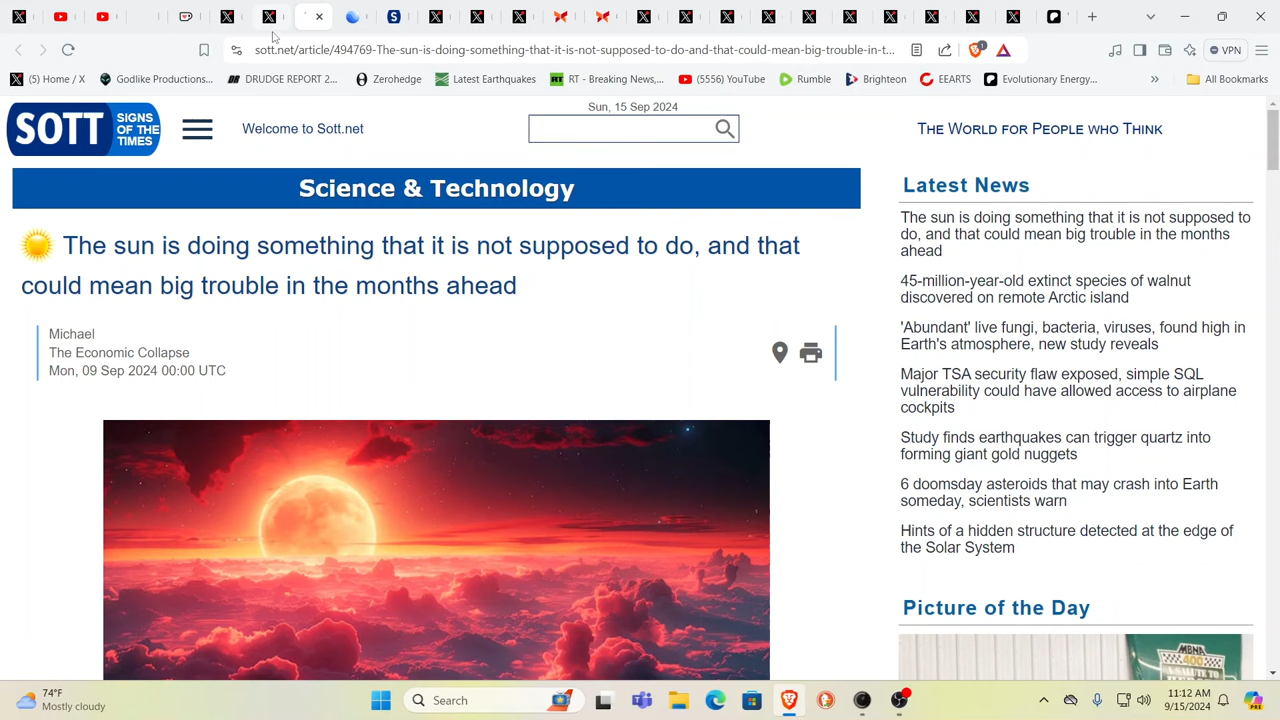 sott.net/article/494769-The-sun-is-doing-something-that-it-is-not-supposed-to-do-and-that-could-mean-big-trouble-in-t...
1
VPN
(5) Home / X
Godlike Productions...
DRUDGE REPORT 2...
Zerohedge
Latest Earthquakes
RT - Breaking News,...
(5555) YouTube
Rumble
Brighteon
EEARTS
Evolutionary Energy...
»
All Bookmarks
SOTT SIGNS OF THE TIMES
Welcome to Sott.net
Sun, 15 Sep 2024
THE WORLD FOR PEOPLE WHO THINK
Science & Technology
The sun is doing something that it is not supposed to do, and that
could mean big trouble in the months ahead
Michael
The Economic Collapse
Mon, 09 Sep 2024 00:00 UTC
Latest News
The sun is doing something that it is not supposed to
do, and that could mean big trouble in the months
ahead
45-million-year-old extinct species of walnut
discovered on remote Arctic island
'Abundant' live fungi, bacteria, viruses, found high in
Earth's atmosphere, new study reveals
Major TSA security flaw exposed, simple SQL
vulnerability could have allowed access to airplane
cockpits
Study finds earthquakes can trigger quartz into
forming giant gold nuggets
6 doomsday asteroids that may crash into Earth
someday, scientists warn
Hints of a hidden structure detected at the edge of
the Solar System
Picture of the Day
MBNA
400
74°F
Mostly cloudy
Search
11:12 AM
9/15/2024